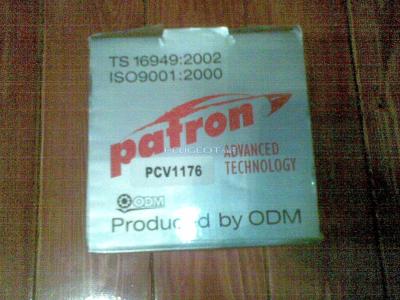 TS 16949:2002
ISO9001:2000
patron
ADVANCED
TECHNOLOGY
PCV1176
ODM
Produced by ODM